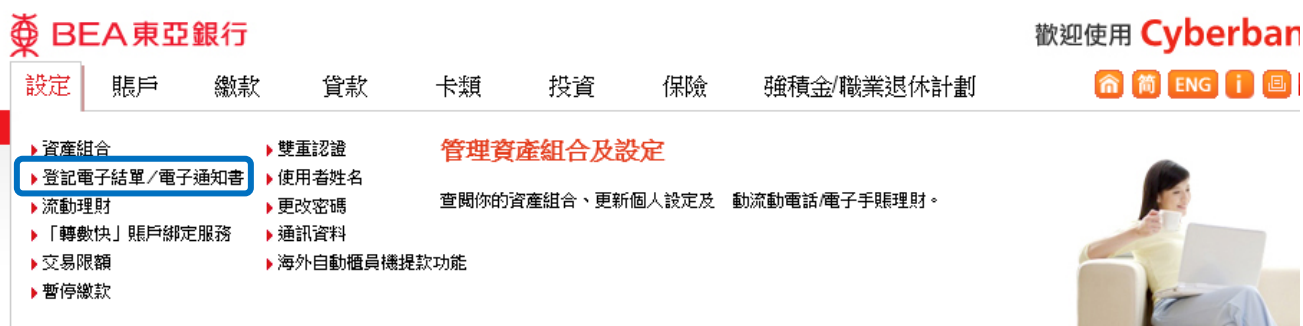 BEA東亞銀行
歡迎使用 Cyberban
設定 賬戶 繳款 貸款 卡類 投資 保險 強積金/職業退休計劃 简 ENG i
資產組合
登記電子結單/電子通知書
流動理財
「轉數快」賬戶綁定服務
交易限額
暫停繳款
雙重認證
使用者姓名
更改密碼
通訊資料
海外自動櫃員機提款功能
管理資產組合及設定
查閱你的資產組合、更新個人設定及 動流動電話/電子手賬理財。